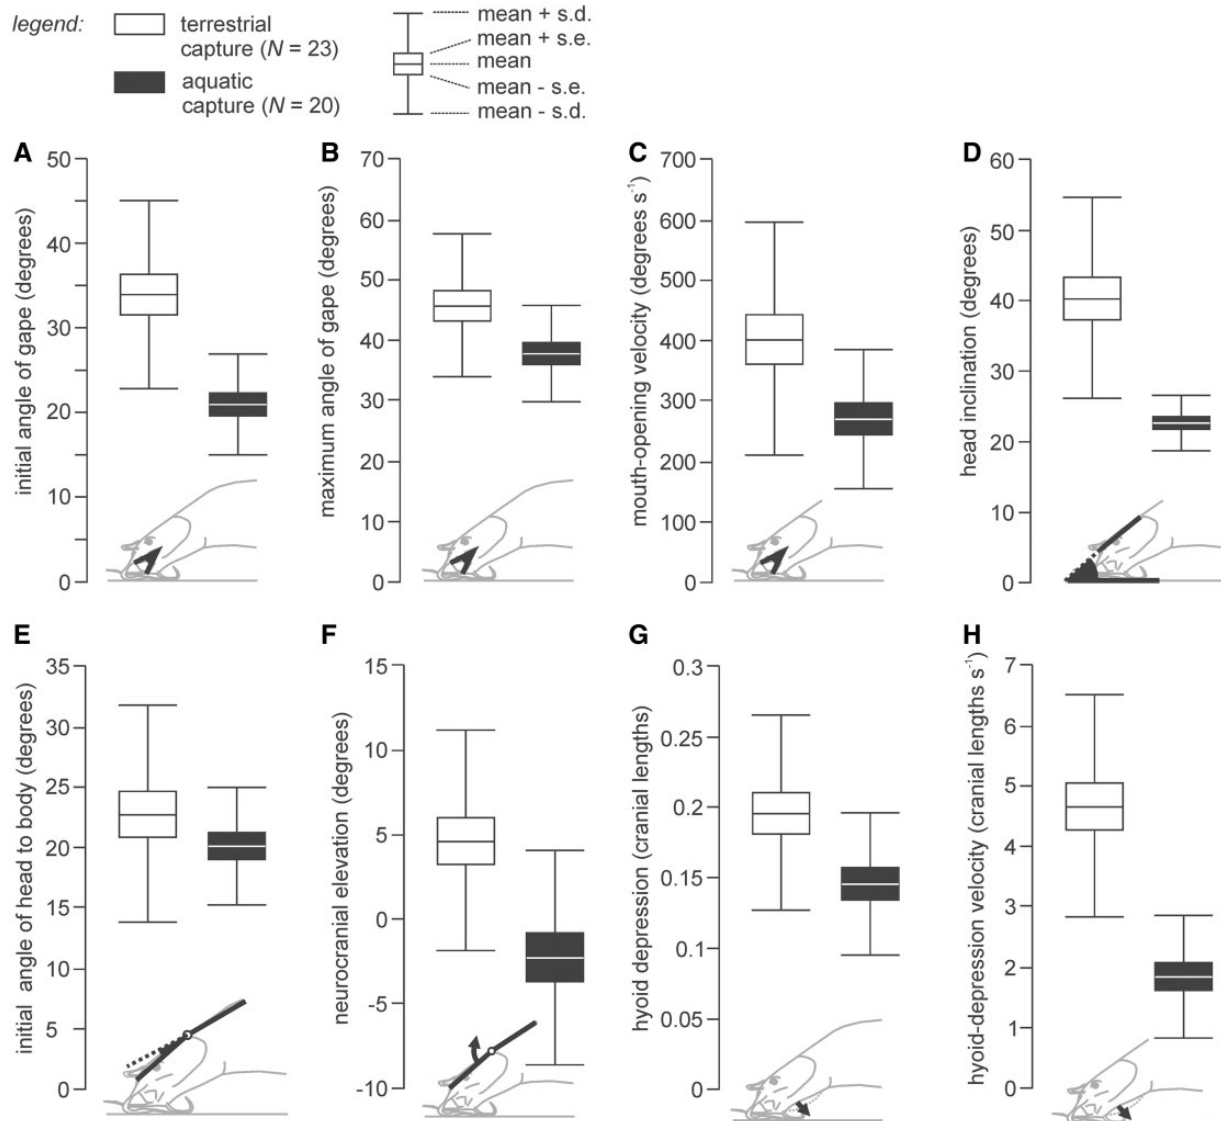 legend:
terrestrial
capture (N = 23)
aquatic
capture (N = 20)
mean + s.d.
mean + s.e.
mean
mean - s.e.
mean - s.d.
A
initial angle of gape (degrees)
50
40
30
20
10
0
B
maximum angle of gape (degrees)
70
60
50
40
30
20
10
0
C
mouth-opening velocity (degrees s⁻¹)
700
600
500
400
300
200
100
0
D
head inclination (degrees)
60
50
40
30
20
10
0
E
initial angle of head to body (degrees)
35
30
25
20
15
10
5
0
F
neurocranial elevation (degrees)
15
10
5
0
-5
-10
G
hyoid depression (cranial lengths)
0.3
0.25
0.2
0.15
0.1
0.05
0
H
hyoid-depression velocity (cranial lengths s⁻¹)
7
6
5
4
3
2
1
0